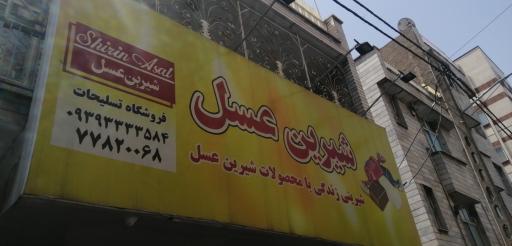 Shirin Asal
شیرین عسل
فروشگاه تسلیحات
۰۹۳۹۳۳۳۳۵۸۴
۷۷۸۲۰۰۶۸
شیرین عسل
شیرینی زندگی با محصولات شیرین عسل